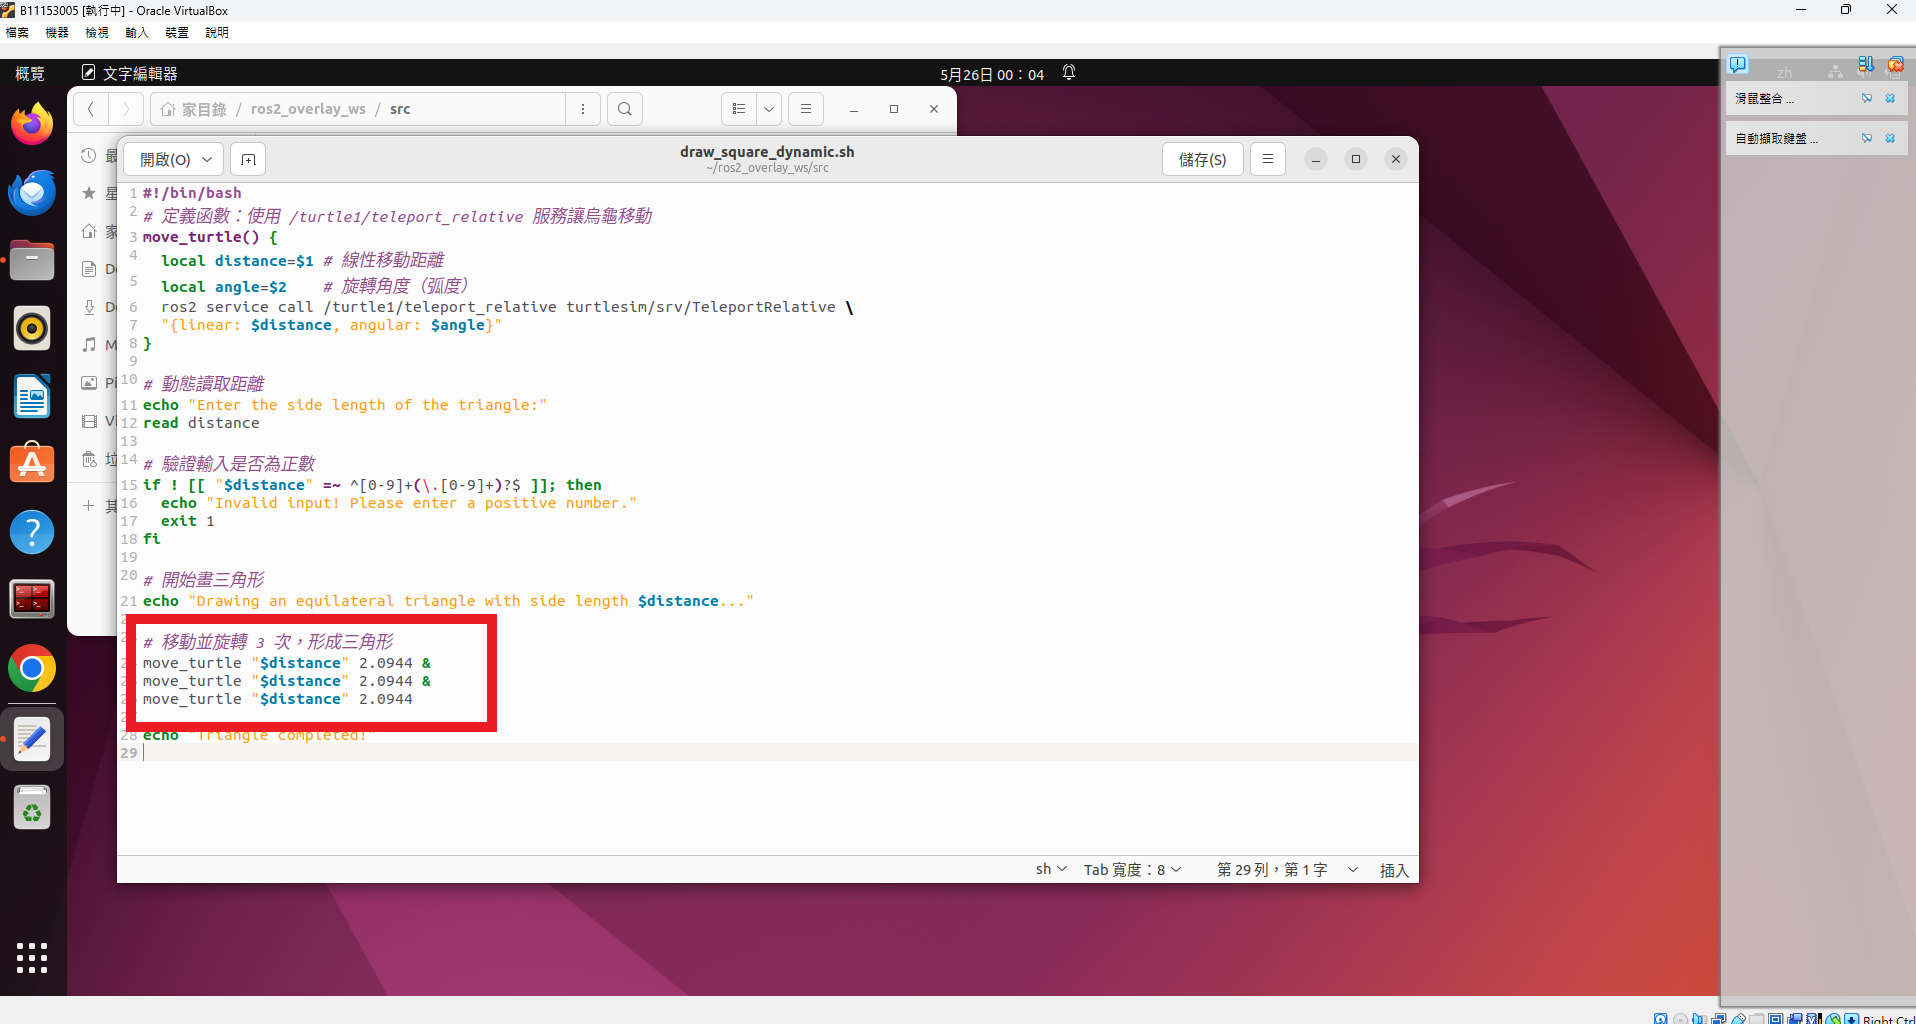 B11153005 [執行中] - Oracle VirtualBox
檔案 機器 檢視 輸入 裝置 說明
概覽 文字編輯器 5月26日 00：04 zh
家目錄 / ros2_overlay_ws / src
滑鼠整合 ...
自動擷取鍵盤 ...
開啟(O) draw_square_dynamic.sh 儲存(S)
~/ros2_overlay_ws/src
1 #!/bin/bash
2 # 定義函數：使用 /turtle1/teleport_relative 服務讓烏龜移動
3 move_turtle() {
4 local distance=$1 # 線性移動距離
5 local angle=$2 # 旋轉角度（弧度）
6 ros2 service call /turtle1/teleport_relative turtlesim/srv/TeleportRelative \
7 "{linear: $distance, angular: $angle}"
8 }
9
10 # 動態讀取距離
11 echo "Enter the side length of the triangle:"
12 read distance
13
14 # 驗證輸入是否為正數
15 if ! [[ "$distance" =~ ^[0-9]+(\.[0-9]+)?$ ]]; then
16 echo "Invalid input! Please enter a positive number."
17 exit 1
18 fi
19
20 # 開始畫三角形
21 echo "Drawing an equilateral triangle with side length $distance..."
# 移動並旋轉 3 次，形成三角形
move_turtle "$distance" 2.0944 &
move_turtle "$distance" 2.0944 &
move_turtle "$distance" 2.0944
28 echo "Triangle completed!"
29
sh Tab 寬度：8 第 29 列，第 1 字 插入
Right Ctrl